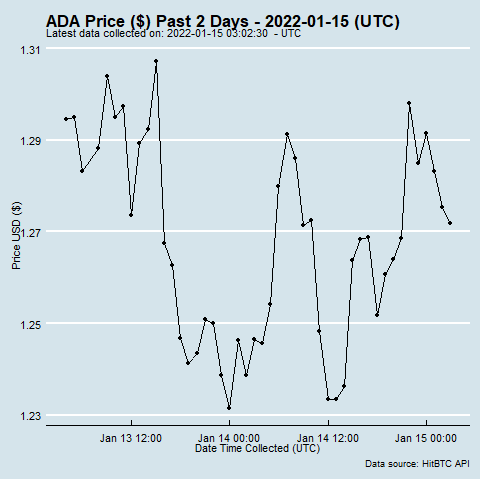 ADA Price ($) Past 2 Days - 2022-01-15 (UTC)
Latest data collected on: 2022-01-15 03:02:30 - UTC
1.31
1.29
1.27
1.25
1.23
Price USD ($)
Jan 13 12:00 Jan 14 00:00 Jan 14 12:00 Jan 15 00:00
Date Time Collected (UTC)
Data source: HitBTC API